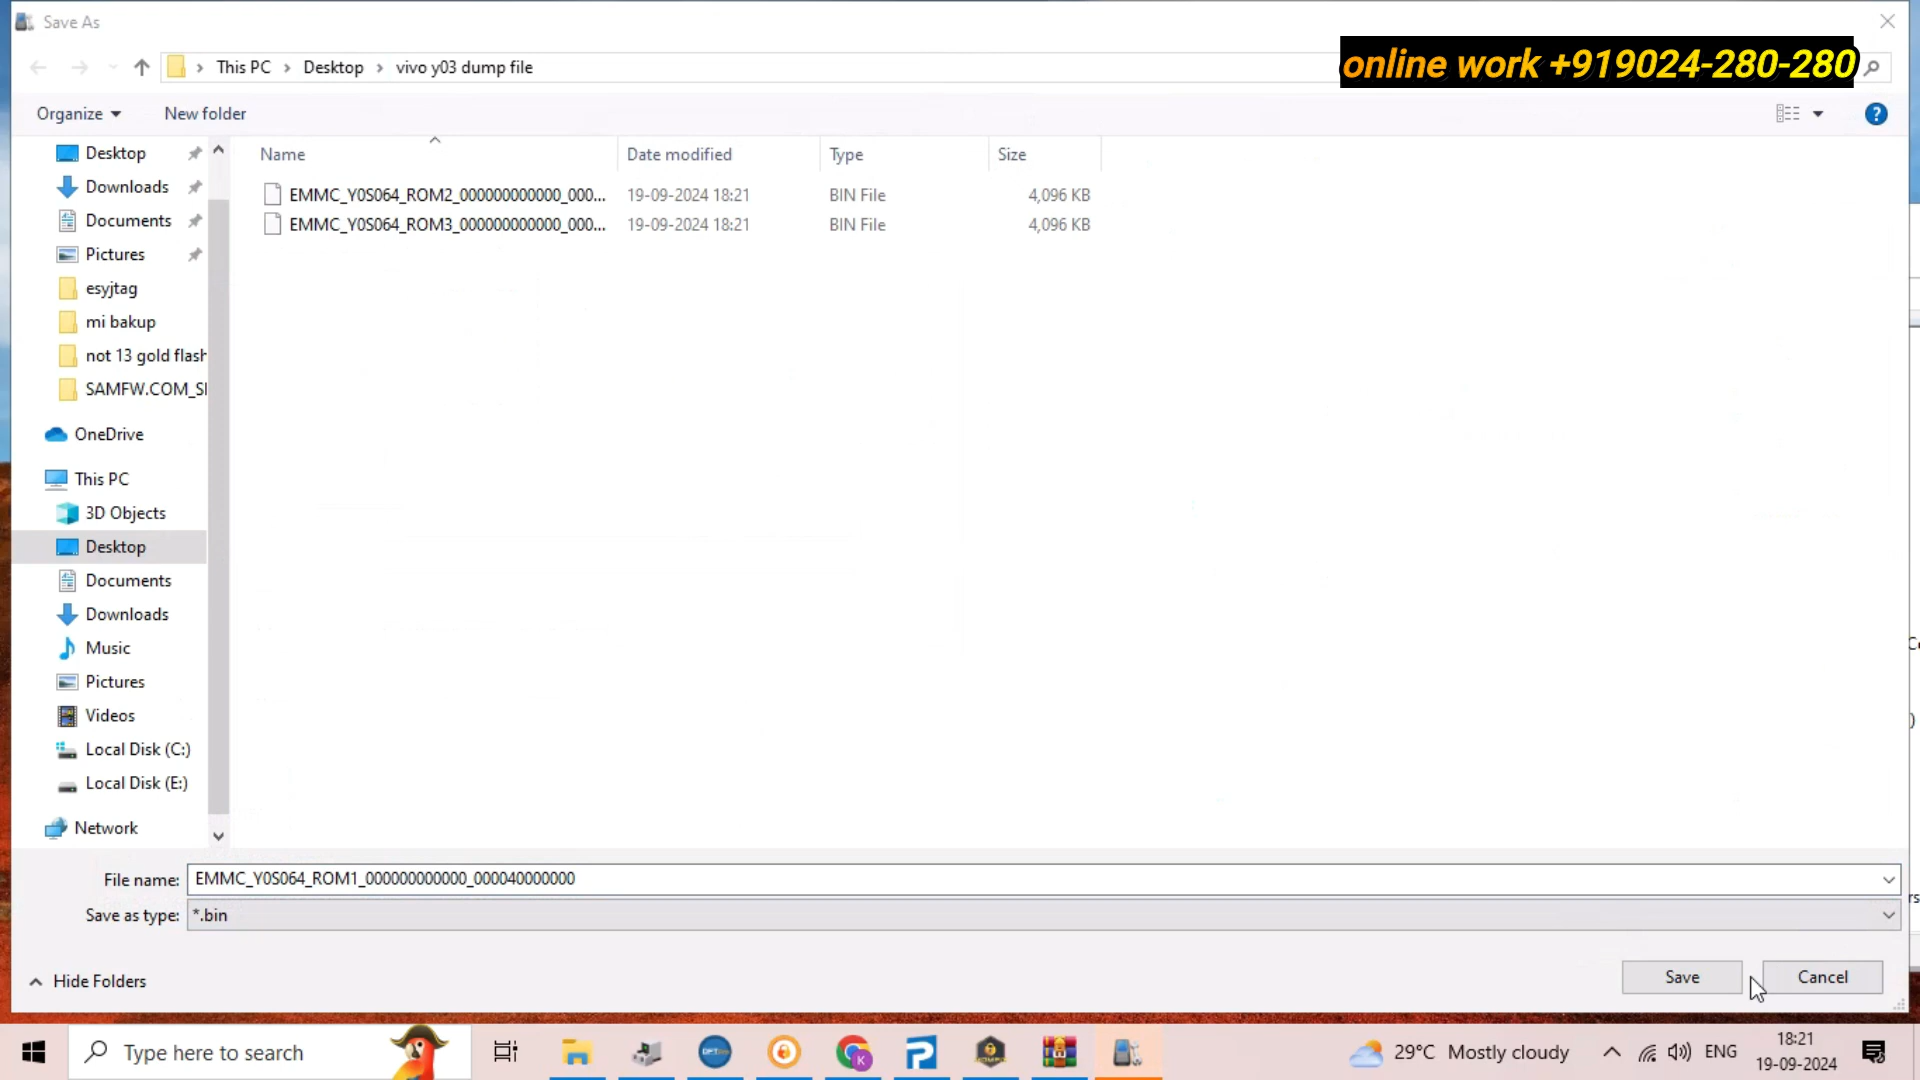 Save As
online work +919024-280-280
This PC > Desktop > vivo y03 dump file
Organize New folder
Name Date modified Type Size
EMMC_Y0S064_ROM2_000000000000_000... 19-09-2024 18:21 BIN File 4,096 KB
EMMC_Y0S064_ROM3_000000000000_000... 19-09-2024 18:21 BIN File 4,096 KB
Desktop
Downloads
Documents
Pictures
esyjtag
mi bakup
not 13 gold flash
SAMFW.COM_S
OneDrive
This PC
3D Objects
Desktop
Documents
Downloads
Music
Pictures
Videos
Local Disk (C:)
Local Disk (E:)
Network
File name: EMMC_Y0S064_ROM1_000000000000_000040000000
Save as type: *.bin
Hide Folders
Save Cancel
Type here to search
29°C Mostly cloudy
ENG
18:21
19-09-2024